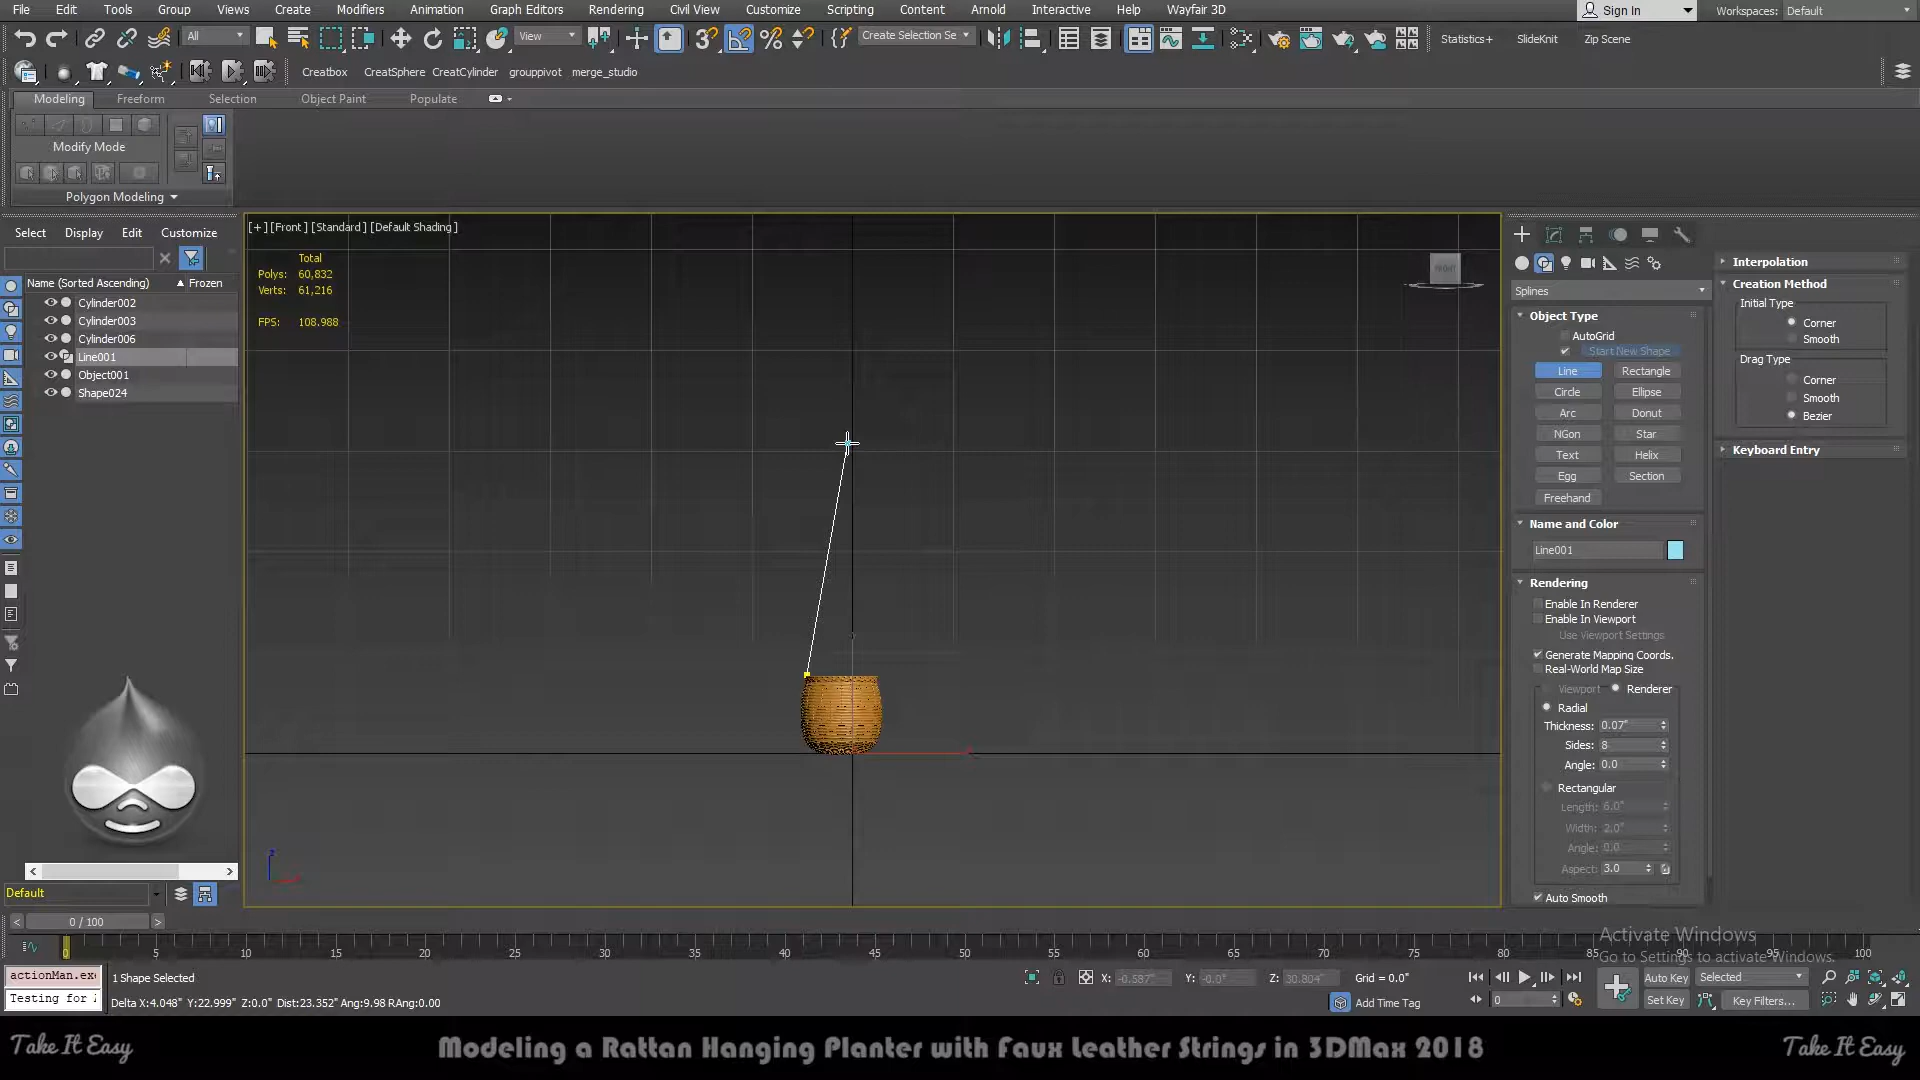 File Edit Tools Group Views Create Modifiers Animation Graph Editors Rendering Civil View Customize Scripting Content Arnold Interactive Help Wayfair 3D Sign In Workspaces: Default
All View Create Selection Se Statistics+ SlideKnit Zip Scene
Creatbox CreatSphere CreatCylinder grouppivot merge_studio
Modeling Freeform Selection Object Paint Populate
Modify Mode
Polygon Modeling
Select Display Edit Customize
Name (Sorted Ascending) Frozen
Cylinder002
Cylinder003
Cylinder006
Line001
Object001
Shape024
Default
0 / 100
[+] [Front] [Standard] [Default Shading]
Total
Polys: 60,832
Verts: 61,216
FPS: 108.988
FRONT
Splines
Object Type
AutoGrid
Start New Shape
Line Rectangle
Circle Ellipse
Arc Donut
NGon Star
Text Helix
Egg Section
Freehand
Name and Color
Line001
Rendering
Enable In Renderer
Enable In Viewport
Use Viewport Settings
Generate Mapping Coords.
Real-World Map Size
Viewport Renderer
Radial
Thickness: 0.07"
Sides: 8
Angle: 0.0
Rectangular
Length: 6.0"
Width: 2.0"
Angle: 0.0
Aspect: 3.0
Auto Smooth
Interpolation
Creation Method
Initial Type
Corner
Smooth
Drag Type
Corner
Smooth
Bezier
Keyboard Entry
Activate Windows
Go to Settings to activate Windows.
0 5 10 15 20 25 30 35 40 45 50 55 60 65 70 75 80 85 90 95 100
actionMan.exe
Testing for
1 Shape Selected
Delta X:4.048" Y:22.999" Z:0.0" Dist:23.352" Ang:9.98 RAng:0.00
X: -0.587" Y: -0.0" Z: 30.804" Grid = 0.0"
Add Time Tag
0
Auto Key Selected
Set Key Key Filters...
Take It Easy Modeling a Rattan Hanging Planter with Faux Leather Strings in 3DMax 2018 Take It Easy